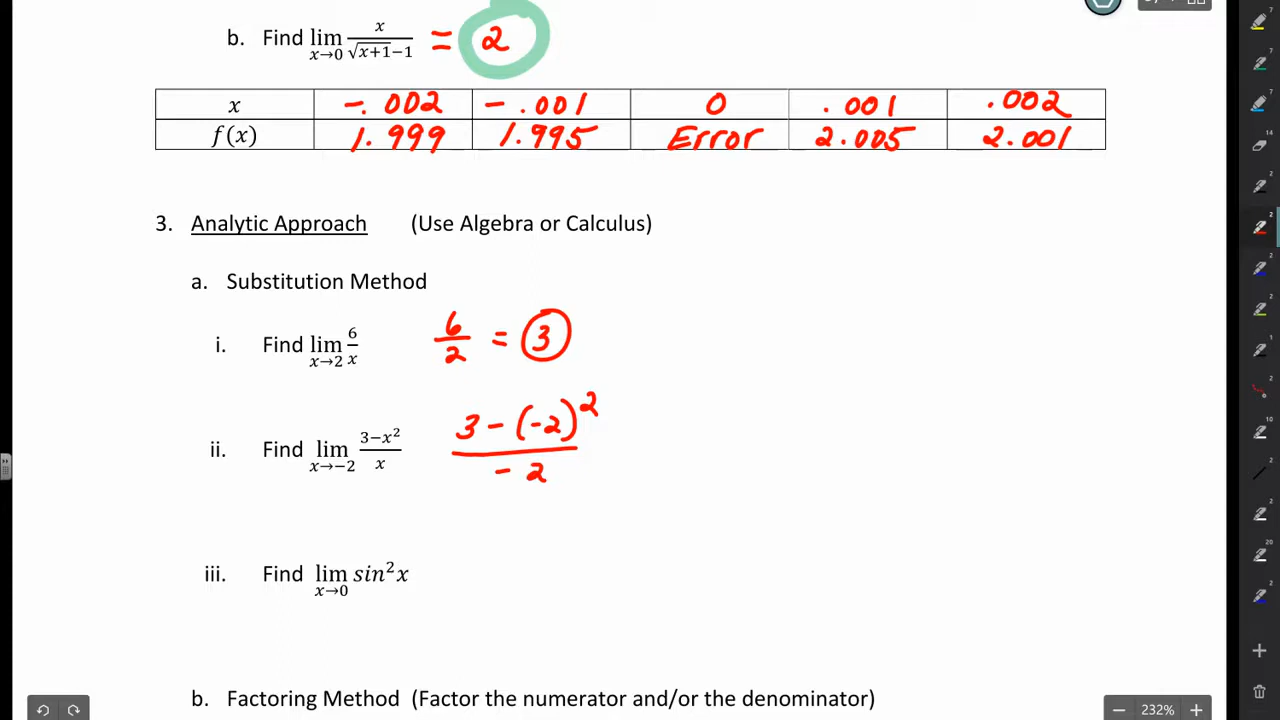 b. Find lim x→0 x/(√(x+1)−1) = 2
x −.002 −.001 0 .001 .002
f(x) 1.999 1.995 Error 2.005 2.001
3. Analytic Approach (Use Algebra or Calculus)
a. Substitution Method
i. Find lim x→2 6/x 6/2 = 3
ii. Find lim x→−2 (3−x²)/x (3−(−2)²)/−2
iii. Find lim x→0 sin²x
b. Factoring Method (Factor the numerator and/or the denominator)
232%